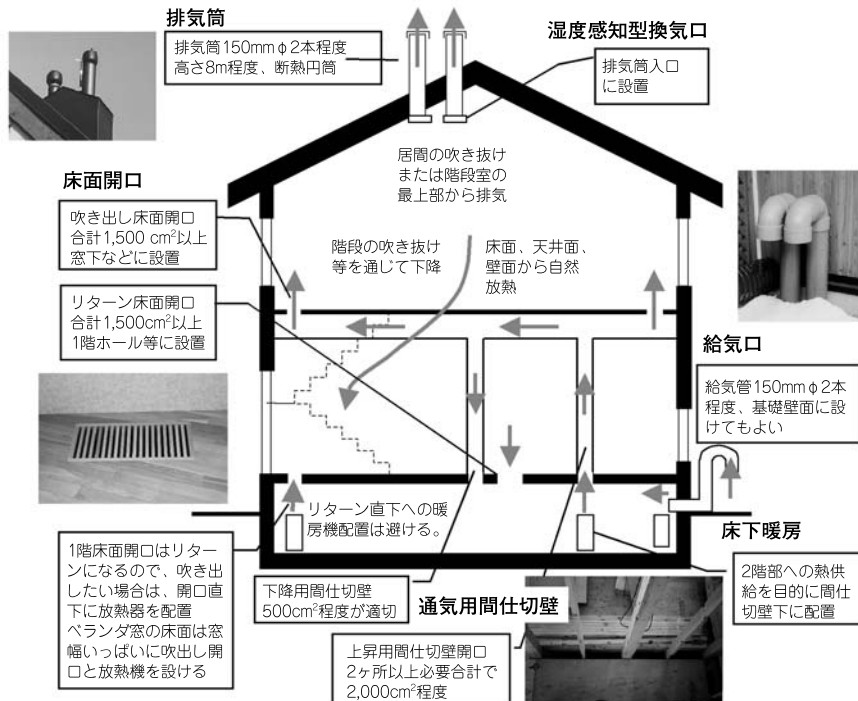 排気筒
排気筒150mmφ2本程度
高さ8m程度、断熱円筒
湿度感知型換気口
排気筒入口
に設置
居間の吹き抜け
または階段室の
最上部から排気
床面開口
吹き出し床面開口
合計1,500 cm²以上
窓下などに設置
階段の吹き抜け
等を通じて下降
床面、天井面、
壁面から自然
放熱
リターン床面開口
合計1,500cm²以上
1階ホール等に設置
給気口
給気管150mmφ2本
程度、基礎壁面に設
けてもよい
リターン直下への暖
房機配置は避ける。
床下暖房
2階部への熱供
給を目的に間仕
切壁下に配置
1階床面開口はリター
ンになるので、吹き出
したい場合は、開口直
下に放熱器を配置
ベランダ窓の床面は窓
幅いっぱいに吹出し開
口と放熱機を設ける
下降用間仕切壁
500cm²程度が適切
通気用間仕切壁
上昇用間仕切壁開口
2ヶ所以上必要合計で
2,000cm²程度